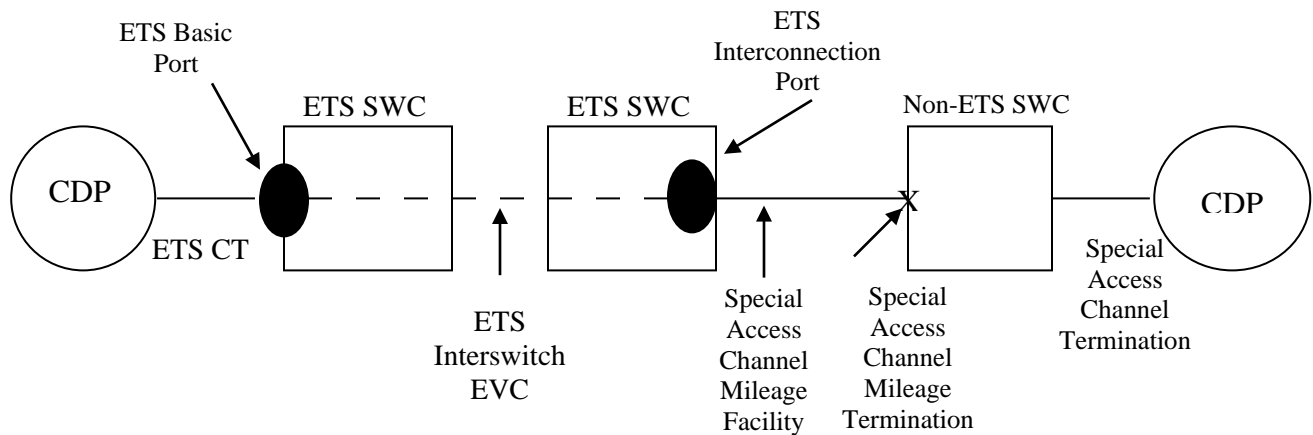 ETS Basic
Port
ETS
Interconnection
Port
ETS SWC
ETS SWC
Non-ETS SWC
CDP
X
CDP
ETS CT
ETS
Interswitch
EVC
Special
Access
Channel
Mileage
Facility
Special
Access
Channel
Mileage
Termination
Special
Access
Channel
Termination